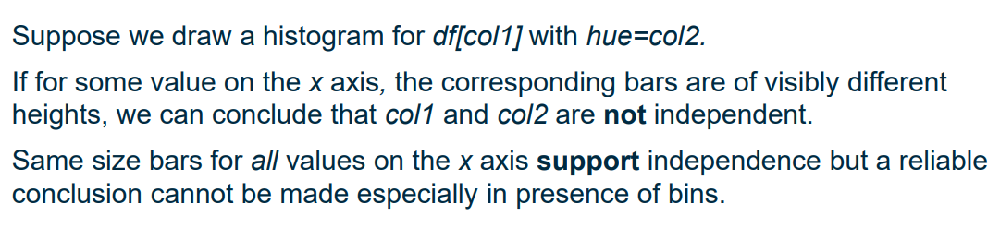 Suppose we draw a histogram for df[col1] with hue=col2.
If for some value on the x axis, the corresponding bars are of visibly different
heights, we can conclude that col1 and col2 are not independent.
Same size bars for all values on the x axis support independence but a reliable
conclusion cannot be made especially in presence of bins.